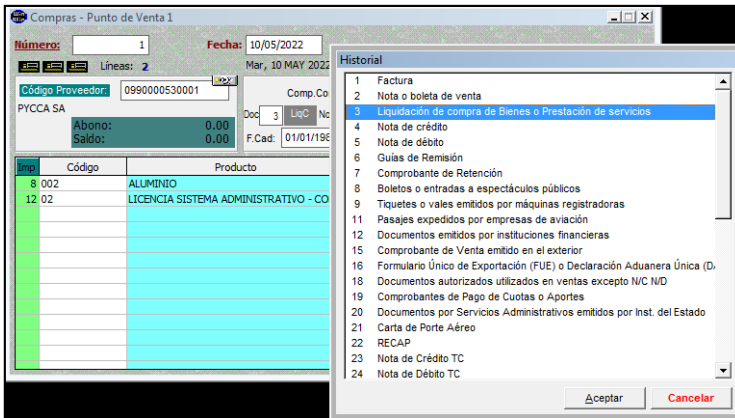 Compras - Punto de Venta 1
Número: 1 Fecha: 10/05/2022
Líneas: 2 Mar, 10 MAY 2022
Código Proveedor: 0990000530001
PYCCA SA
Comp.Co
Doc 3 LiqC No
Abono: 0.00
Saldo: 0.00
F.Cad: 01/01/198
Imp Código Producto
8 002 ALUMINIO
12 02 LICENCIA SISTEMA ADMINISTRATIVO - CO
Historial
1 Factura
2 Nota o boleta de venta
3 Liquidación de compra de Bienes o Prestación de servicios
4 Nota de crédito
5 Nota de débito
6 Guías de Remisión
7 Comprobante de Retención
8 Boletos o entradas a espectáculos públicos
9 Tiquetes o vales emitidos por máquinas registradoras
11 Pasajes expedidos por empresas de aviación
12 Documentos emitidos por instituciones financieras
15 Comprobante de Venta emitido en el exterior
16 Formulario Único de Exportación (FUE) o Declaración Aduanera Única (D
18 Documentos autorizados utilizados en ventas excepto N/C N/D
19 Comprobantes de Pago de Cuotas o Aportes
20 Documentos por Servicios Administrativos emitidos por Inst. del Estado
21 Carta de Porte Aéreo
22 RECAP
23 Nota de Crédito TC
24 Nota de Débito TC
Aceptar Cancelar